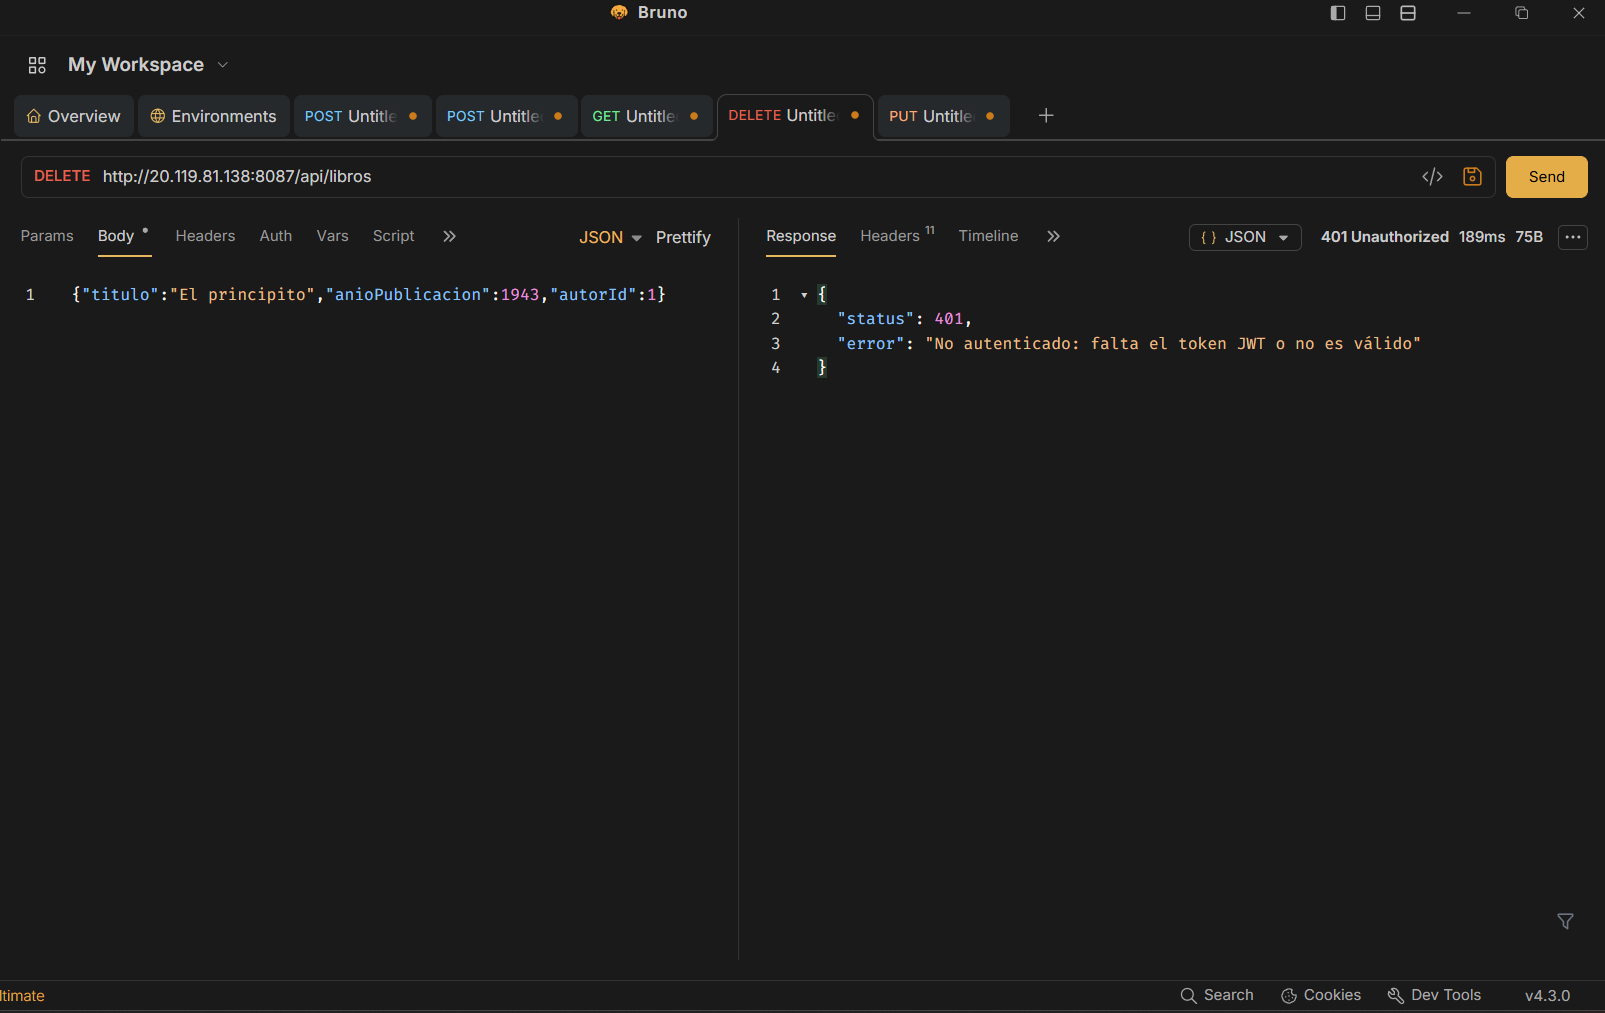 Bruno
My Workspace
Overview
Environments
POST Untitle
POST Untitle
GET Untitle
DELETE Untitle
PUT Untitle
DELETE http://20.119.81.138:8087/api/libros
Send
Params Body Headers Auth Vars Script JSON Prettify
1 {"titulo":"El principito","anioPublicacion":1943,"autorId":1}
Response Headers 11 Timeline { } JSON 401 Unauthorized 189ms 75B
1 {
2 "status": 401,
3 "error": "No autenticado: falta el token JWT o no es válido"
4 }
ltimate
Search
Cookies
Dev Tools
v4.3.0